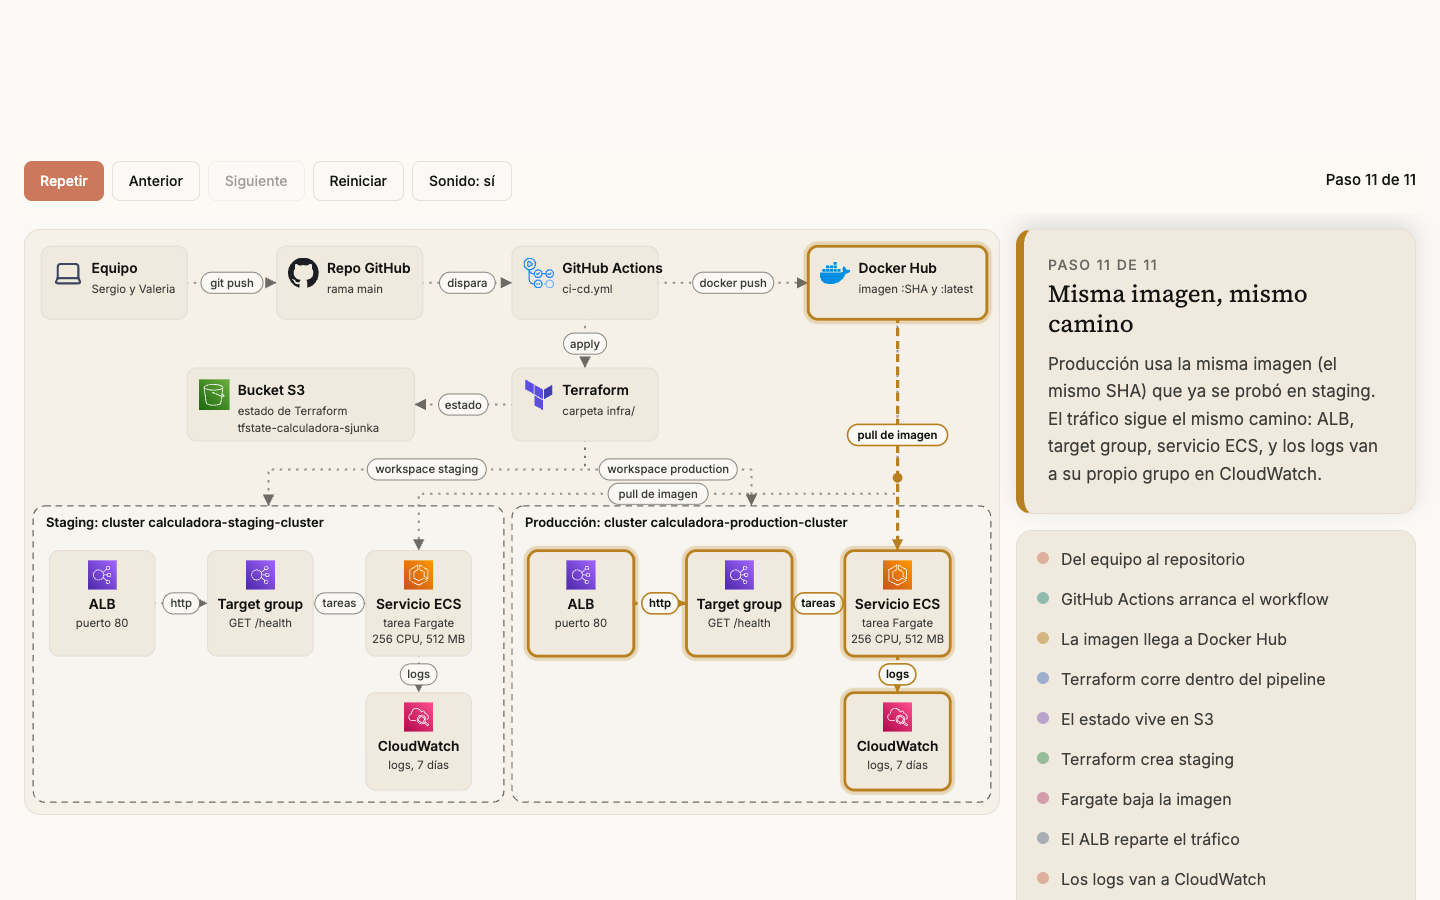 Repetir
Anterior
Siguiente
Reiniciar
Sonido: sí
Paso 11 de 11
Equipo
Sergio y Valeria
git push
Repo GitHub
rama main
dispara
GitHub Actions
ci-cd.yml
docker push
Docker Hub
imagen :SHA y :latest
apply
Bucket S3
estado de Terraform
tfstate-calculadora-sjunka
estado
Terraform
carpeta infra/
pull de imagen
workspace staging
workspace production
pull de imagen
Staging: cluster calculadora-staging-cluster
ALB
puerto 80
http
Target group
GET /health
tareas
Servicio ECS
tarea Fargate
256 CPU, 512 MB
logs
CloudWatch
logs, 7 días
Producción: cluster calculadora-production-cluster
ALB
puerto 80
http
Target group
GET /health
tareas
Servicio ECS
tarea Fargate
256 CPU, 512 MB
logs
CloudWatch
logs, 7 días
PASO 11 DE 11
Misma imagen, mismo
camino
Producción usa la misma imagen (el
mismo SHA) que ya se probó en staging.
El tráfico sigue el mismo camino: ALB,
target group, servicio ECS, y los logs van
a su propio grupo en CloudWatch.
Del equipo al repositorio
GitHub Actions arranca el workflow
La imagen llega a Docker Hub
Terraform corre dentro del pipeline
El estado vive en S3
Terraform crea staging
Fargate baja la imagen
El ALB reparte el tráfico
Los logs van a CloudWatch